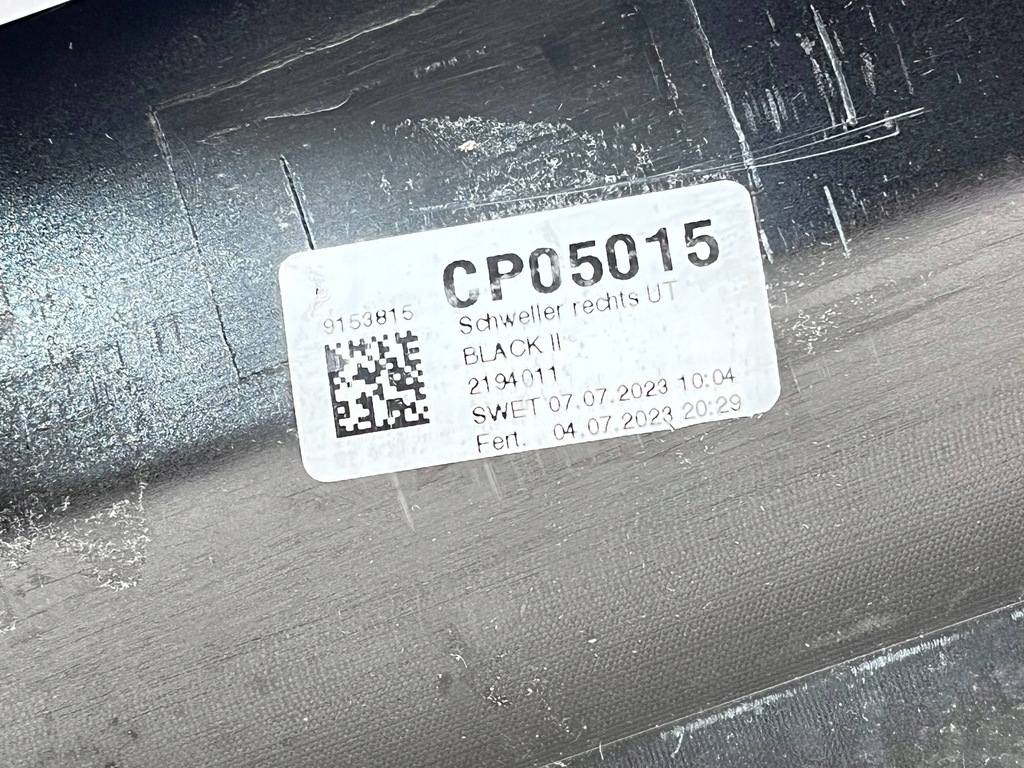 CP05015
9153815
Schweller rechts UT
BLACK II
2194011
SWET 07.07.2023 10:04
Fert. 04.07.2023 20:29